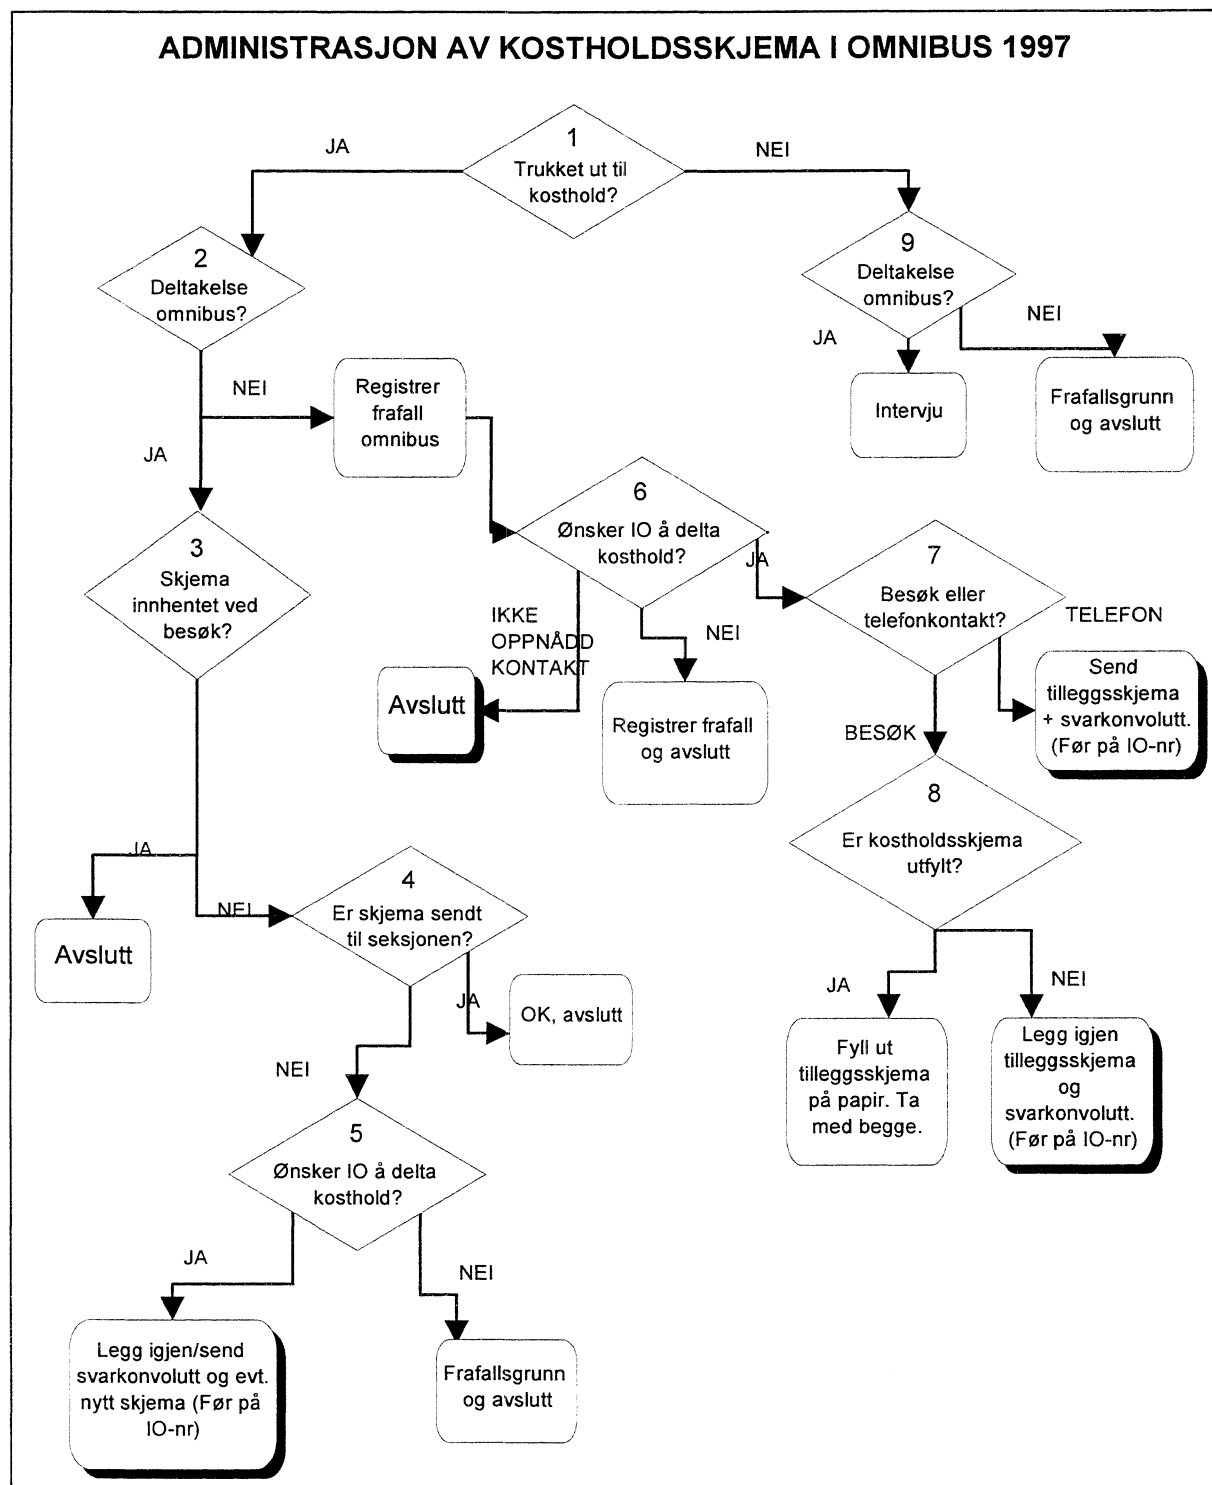 ADMINISTRASJON AV KOSTHOLDSSKJEMA I OMNIBUS 1997
1
Trukket ut til
kosthold?
JA
NEI
2
Deltakelse
omnibus?
9
Deltakelse
omnibus?
JA
NEI
Intervju
Frafallsgrunn
og avslutt
NEI
JA
Registrer
frafall
omnibus
6
Ønsker IO å delta
kosthold?
JA
IKKE
OPPNÅDD
KONTAKT
NEI
Avslutt
Registrer frafall
og avslutt
7
Besøk eller
telefonkontakt?
TELEFON
Send
tilleggsskjema
+ svarkonvolutt.
(Før på IO-nr)
BESØK
3
Skjema
innhentet ved
besøk?
JA
NEI
Avslutt
8
Er kostholdsskjema
utfylt?
JA
NEI
Fyll ut
tilleggsskjema
på papir. Ta
med begge.
Legg igjen
tilleggsskjema
og
svarkonvolutt.
(Før på IO-nr)
4
Er skjema sendt
til seksjonen?
JA
OK, avslutt
NEI
5
Ønsker IO å delta
kosthold?
JA
NEI
Legg igjen/send
svarkonvolutt og evt.
nytt skjema (Før på
IO-nr)
Frafallsgrunn
og avslutt